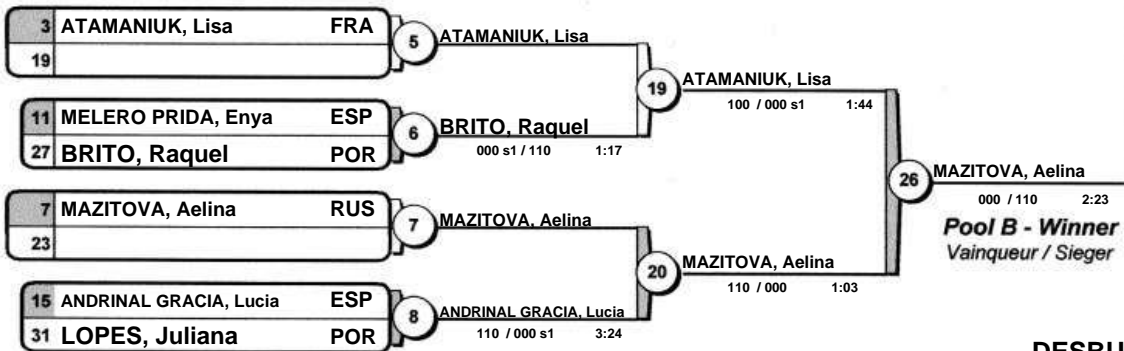 3 ATAMANIUK, Lisa FRA
19
5 ATAMANIUK, Lisa
11 MELERO PRIDA, Enya ESP
27 BRITO, Raquel POR
6 BRITO, Raquel
000 s1 / 110 1:17
19 ATAMANIUK, Lisa
100 / 000 s1 1:44
7 MAZITOVA, Aelina RUS
23
7 MAZITOVA, Aelina
15 ANDRINAL GRACIA, Lucia ESP
31 LOPES, Juliana POR
8 ANDRINAL GRACIA, Lucia
110 / 000 s1 3:24
20 MAZITOVA, Aelina
110 / 000 1:03
26 MAZITOVA, Aelina
000 / 110 2:23
Pool B - Winner
Vainqueur / Sieger